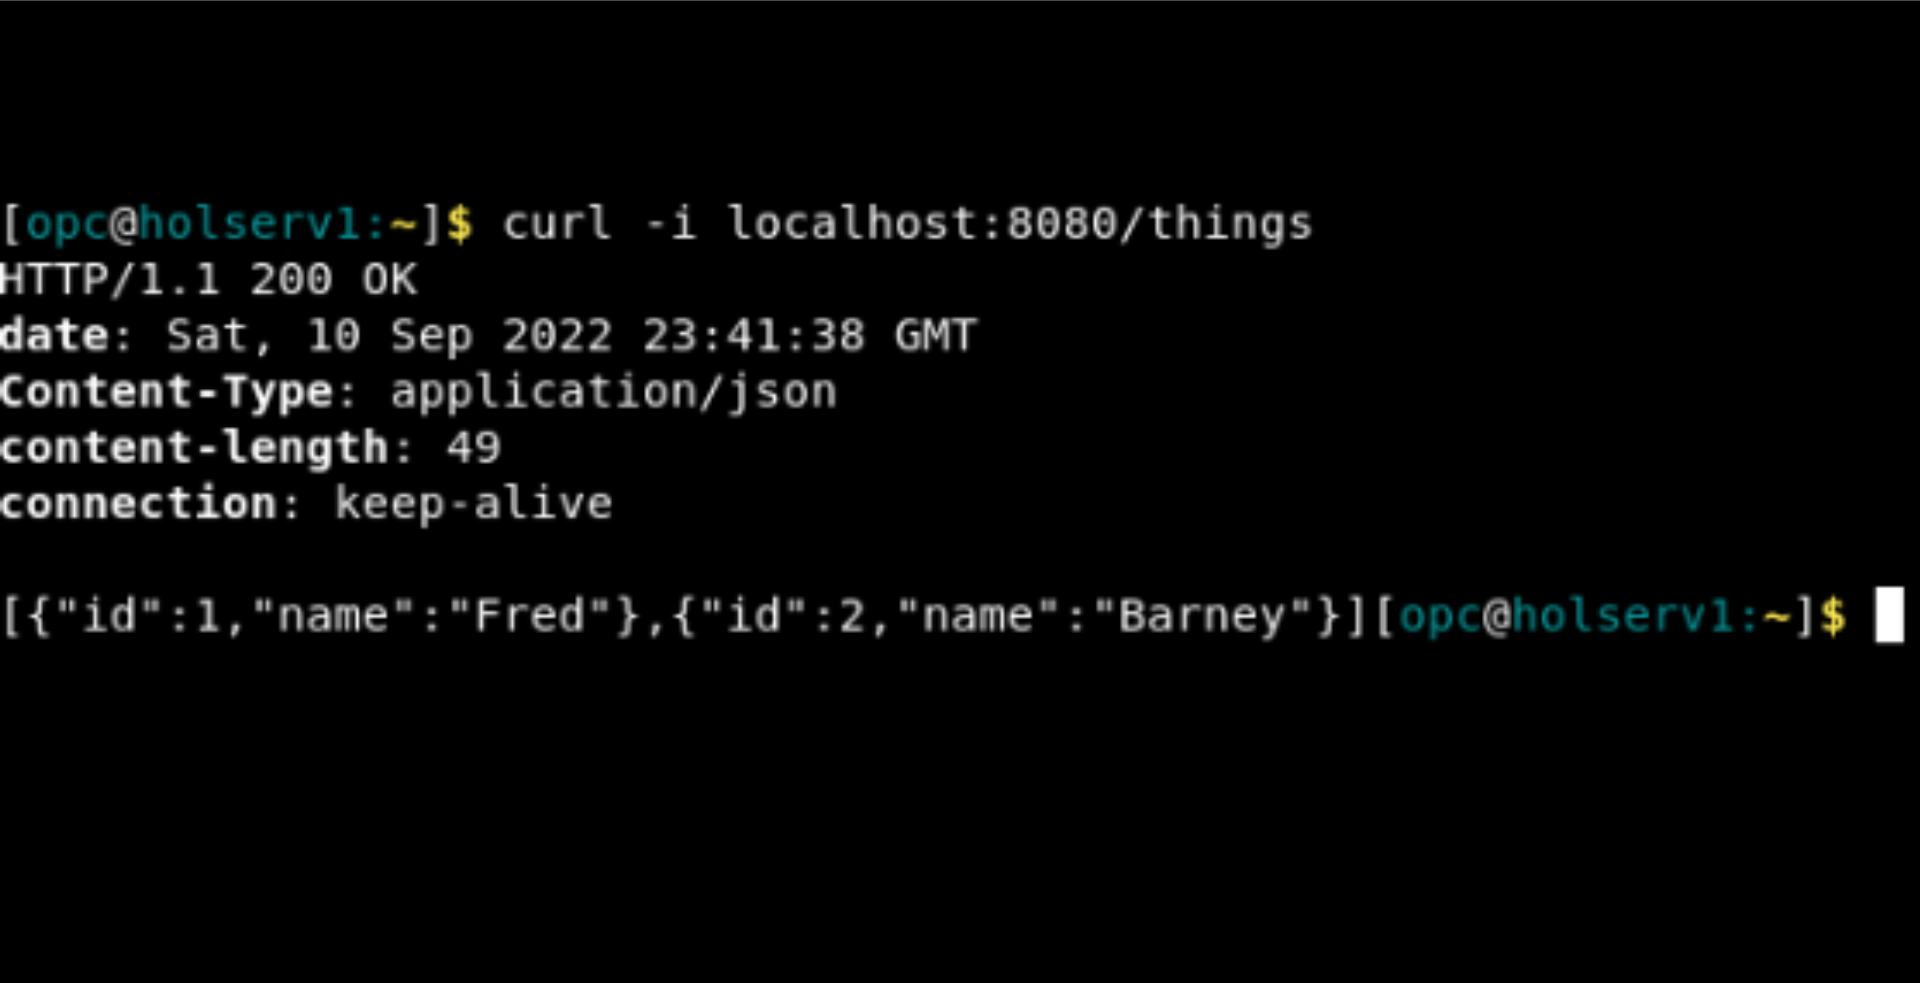 [opc@holserv1:~]$ curl -i localhost:8080/things
HTTP/1.1 200 OK
date: Sat, 10 Sep 2022 23:41:38 GMT
Content-Type: application/json
content-length: 49
connection: keep-alive
[{"id":1,"name":"Fred"},{"id":2,"name":"Barney"}][opc@holserv1:~]$